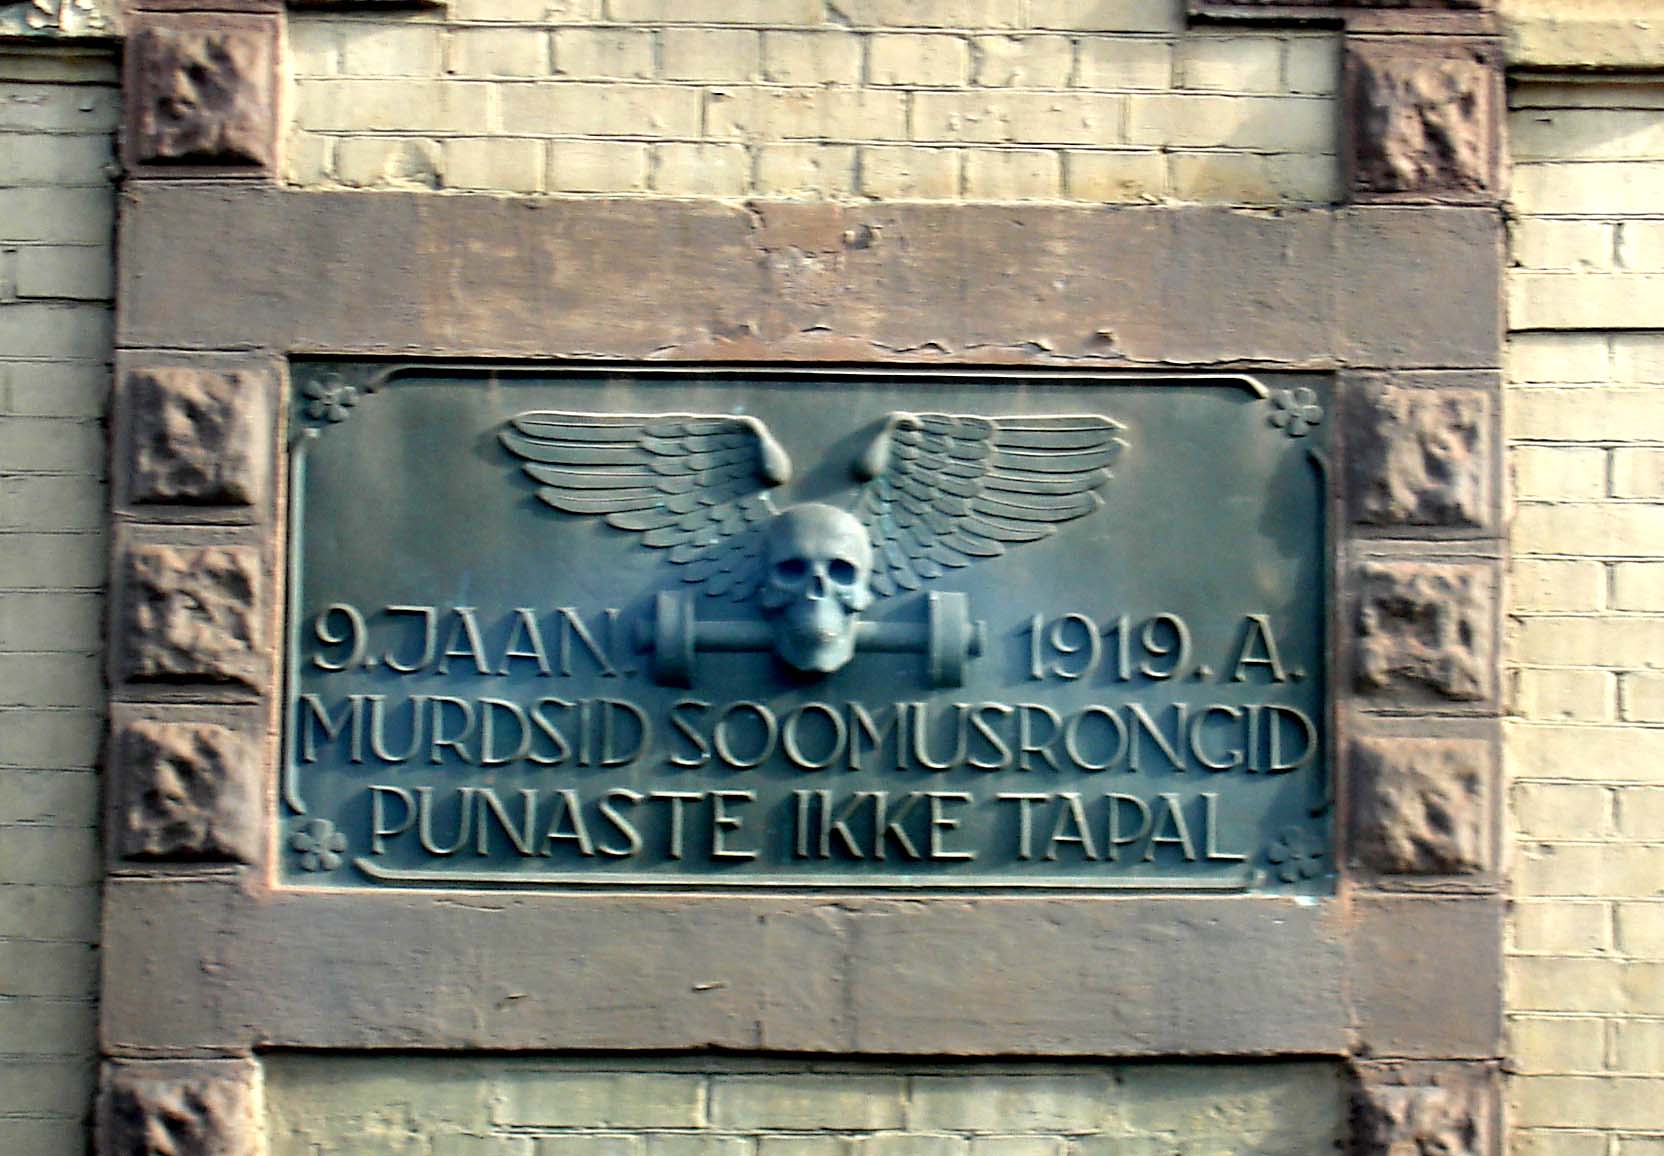 9. JAAN. 1919. A.
MURDSID SOOMUSRONGID
PUNASTE IKKE TAPAL